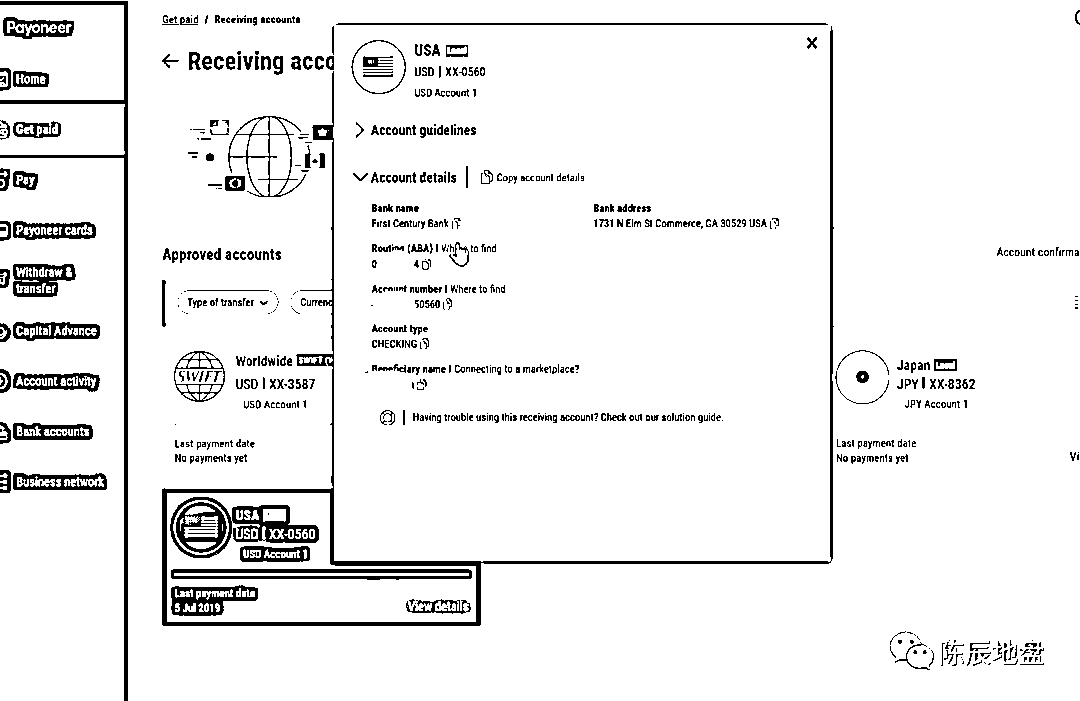 Payoneer
Home
Get paid
Pay
Payoneer cards
Withdraw &
transfer
Capital Advance
Account activity
Bank accounts
Business network
Get paid / Receiving accounts
← Receiving acco
Approved accounts
Type of transfer
Curren
Worldwide SWIFT
USD | XX-3587
USD Account 1
Last payment date
No payments yet
USA
USD | XX-0560
USD Account 1
Last payment date
5 Jul 2019
View details
USA
USD | XX-0560
USD Account 1
Account guidelines
Account details | Copy account details
Bank name
First Century Bank
Bank address
1731 N Elm St Commerce, GA 30529 USA
Routing (ABA) | Where to find
0 4
Account number | Where to find
50560
Account type
CHECKING
Beneficiary name | Connecting to a marketplace?
Having trouble using this receiving account? Check out our solution guide.
Account confirma
Japan
JPY | XX-8362
JPY Account 1
Last payment date
No payments yet
Vi
SWIFT
陈辰地盘